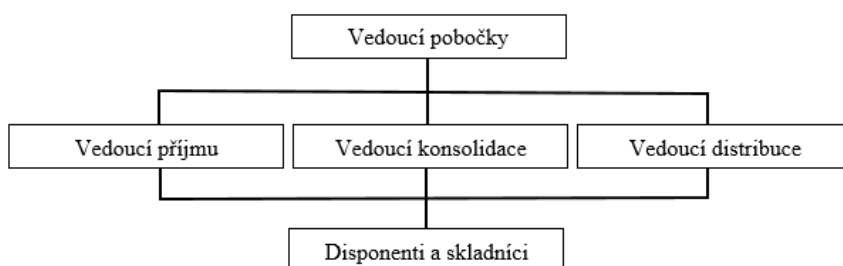 Vedoucí pobočky
Vedoucí příjmu
Vedoucí konsolidace
Vedoucí distribuce
Disponenti a skladníci